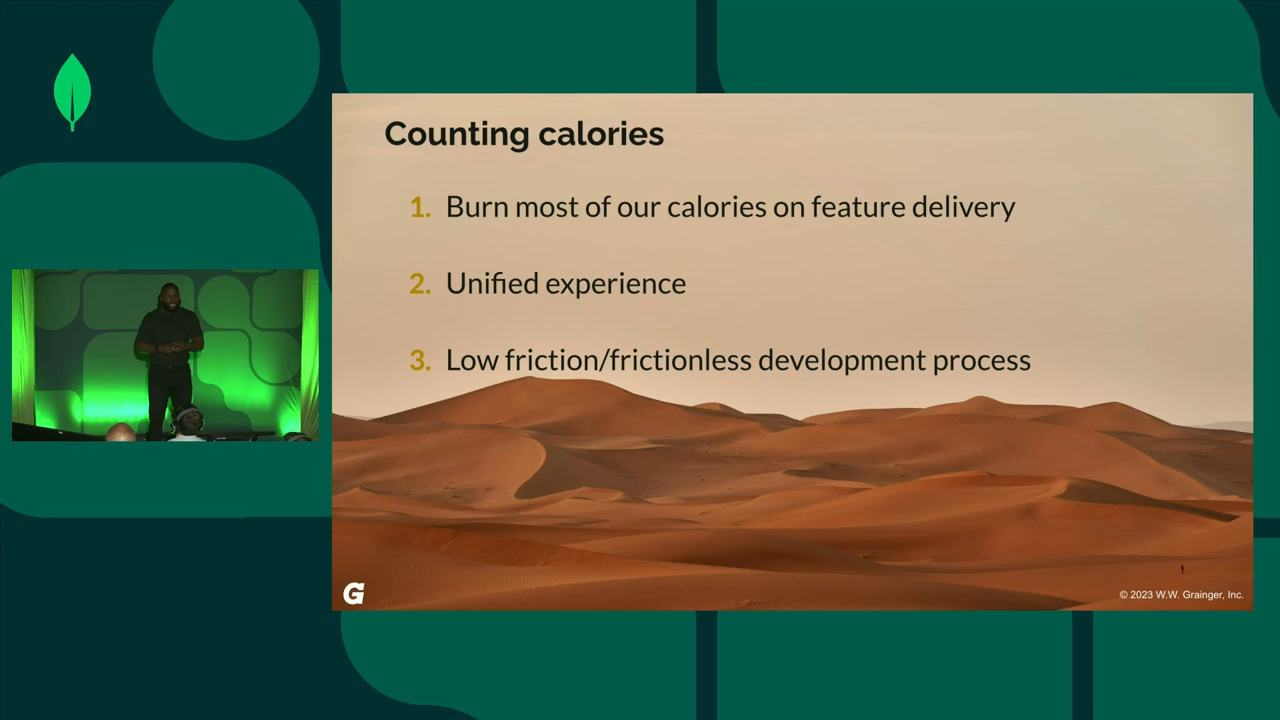 Counting calories
1. Burn most of our calories on feature delivery
2. Unified experience
3. Low friction/frictionless development process
G
© 2023 W.W. Grainger, Inc.